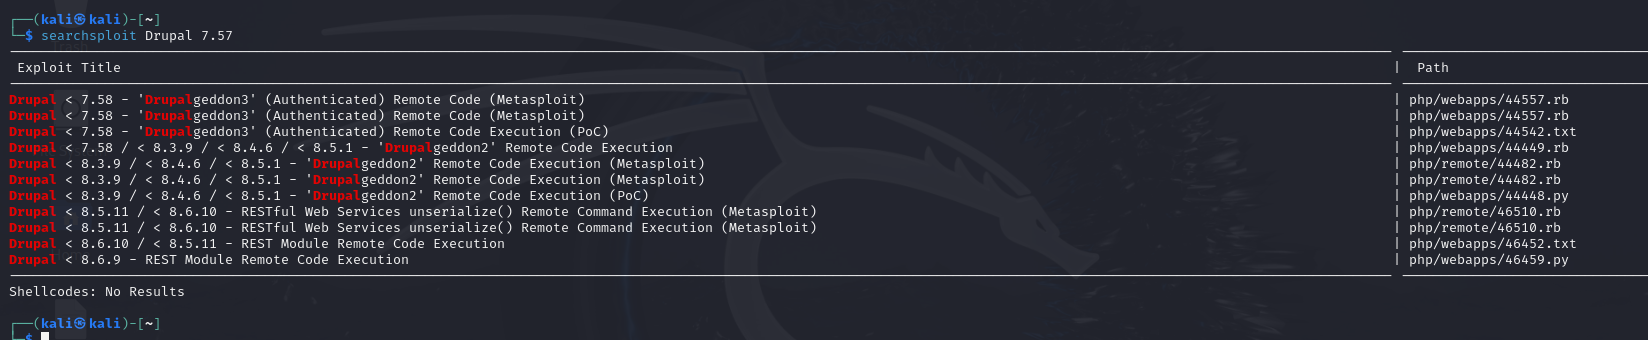 ┌──(kali㉿kali)-[~]
└─$ searchsploit Drupal 7.57
Exploit Title | Path
Drupal < 7.58 - 'Drupalgeddon3' (Authenticated) Remote Code (Metasploit) | php/webapps/44557.rb
Drupal < 7.58 - 'Drupalgeddon3' (Authenticated) Remote Code (Metasploit) | php/webapps/44557.rb
Drupal < 7.58 - 'Drupalgeddon3' (Authenticated) Remote Code Execution (PoC) | php/webapps/44542.txt
Drupal < 7.58 / < 8.3.9 / < 8.4.6 / < 8.5.1 - 'Drupalgeddon2' Remote Code Execution | php/webapps/44449.rb
Drupal < 8.3.9 / < 8.4.6 / < 8.5.1 - 'Drupalgeddon2' Remote Code Execution (Metasploit) | php/remote/44482.rb
Drupal < 8.3.9 / < 8.4.6 / < 8.5.1 - 'Drupalgeddon2' Remote Code Execution (Metasploit) | php/remote/44482.rb
Drupal < 8.3.9 / < 8.4.6 / < 8.5.1 - 'Drupalgeddon2' Remote Code Execution (PoC) | php/webapps/44448.py
Drupal < 8.5.11 / < 8.6.10 - RESTful Web Services unserialize() Remote Command Execution (Metasploit) | php/remote/46510.rb
Drupal < 8.5.11 / < 8.6.10 - RESTful Web Services unserialize() Remote Command Execution (Metasploit) | php/remote/46510.rb
Drupal < 8.6.10 / < 8.5.11 - REST Module Remote Code Execution | php/webapps/46452.txt
Drupal < 8.6.9 - REST Module Remote Code Execution | php/webapps/46459.py
Shellcodes: No Results
┌──(kali㉿kali)-[~]
└─$